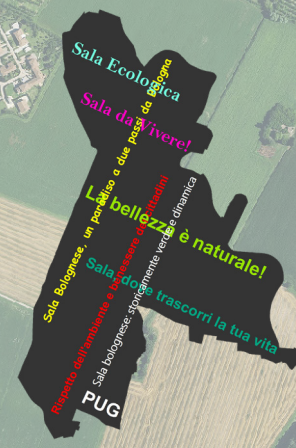 Sala Ecologica
Sala da Vivere!
Sala Bolognese, un paradiso a due passi da Bologna
La bellezza è naturale!
Rispetto dell'ambiente e benessere dei cittadini
Sala bolognese: storicamente verde e dinamica
Sala, dove trascorri la tua vita
PUG